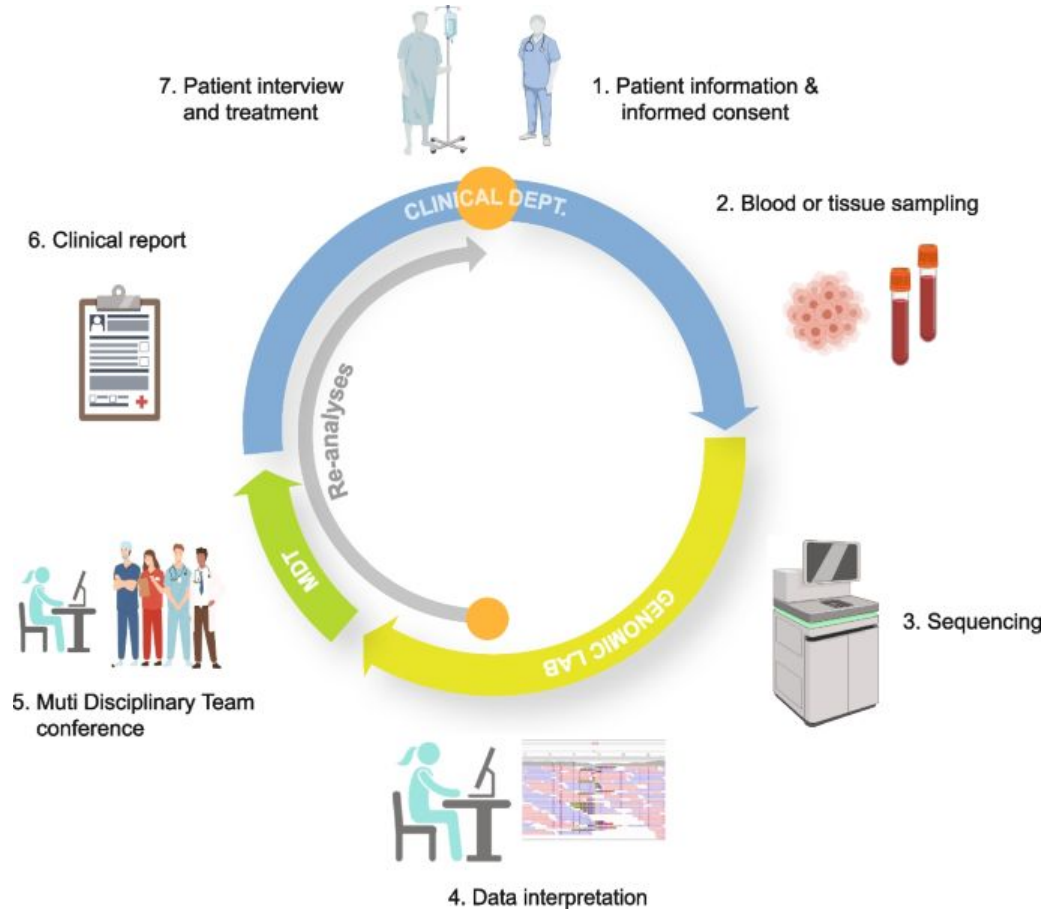 7. Patient interview
and treatment
1. Patient information &
informed consent
CLINICAL DEPT.
2. Blood or tissue sampling
6. Clinical report
Re-analyses
MDT
GENOMIC LAB
3. Sequencing
5. Muti Disciplinary Team
conference
4. Data interpretation